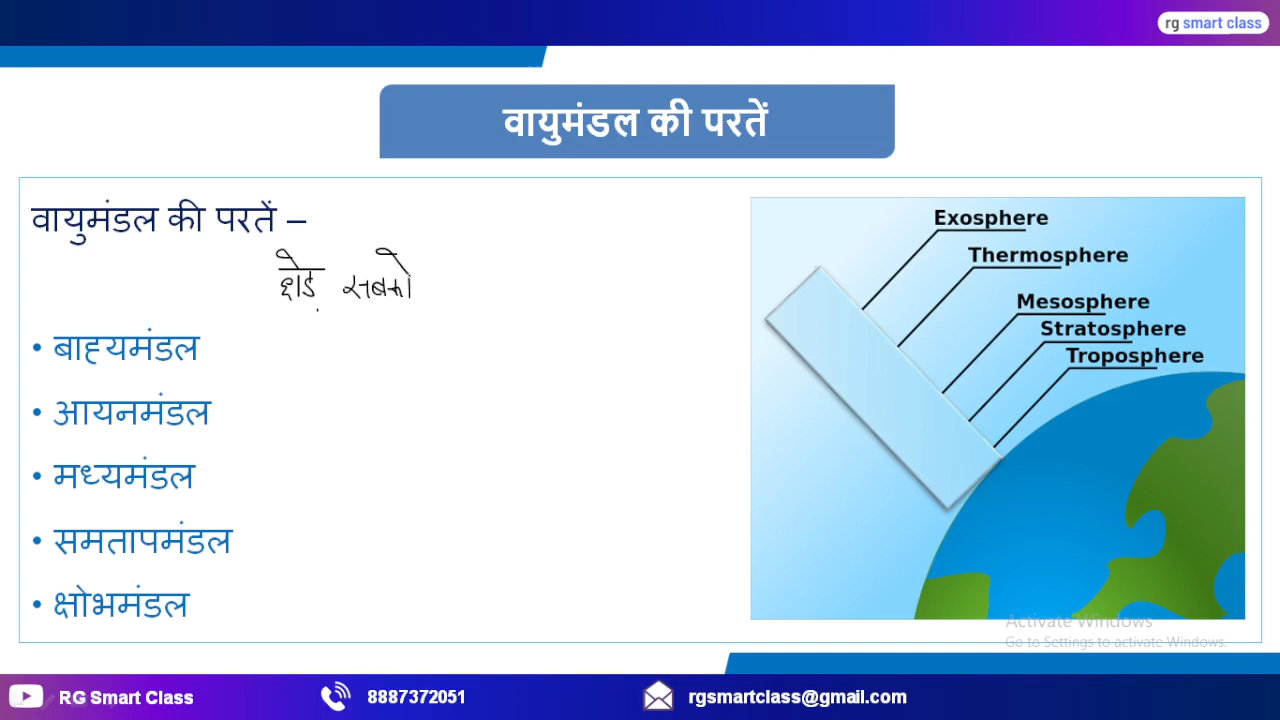 rg smart class
वायुमंडल की परतें
वायुमंडल की परतें –
छोड़े सबको
• बाह्यमंडल
• आयनमंडल
• मध्यमंडल
• समतापमंडल
• क्षोभमंडल
Exosphere
Thermosphere
Mesosphere
Stratosphere
Troposphere
Activate Windows
Go to Settings to activate Windows.
RG Smart Class
8887372051
rgsmartclass@gmail.com